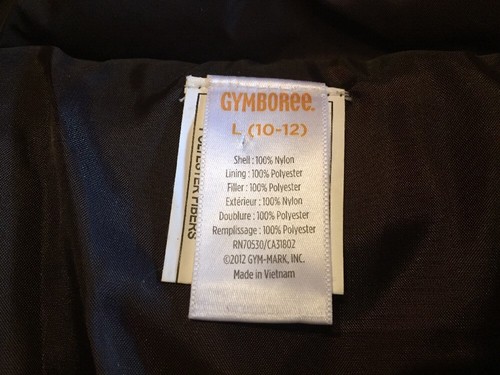 GYMBOREE.
L (10-12)
Shell : 100% Nylon
Lining : 100% Polyester
Filler : 100% Polyester
Extérieur : 100% Nylon
Doublure : 100% Polyester
Remplissage : 100% Polyester
RN70530/CA31802
©2012 GYM-MARK, INC.
Made in Vietnam
POLYESTER FIBERS